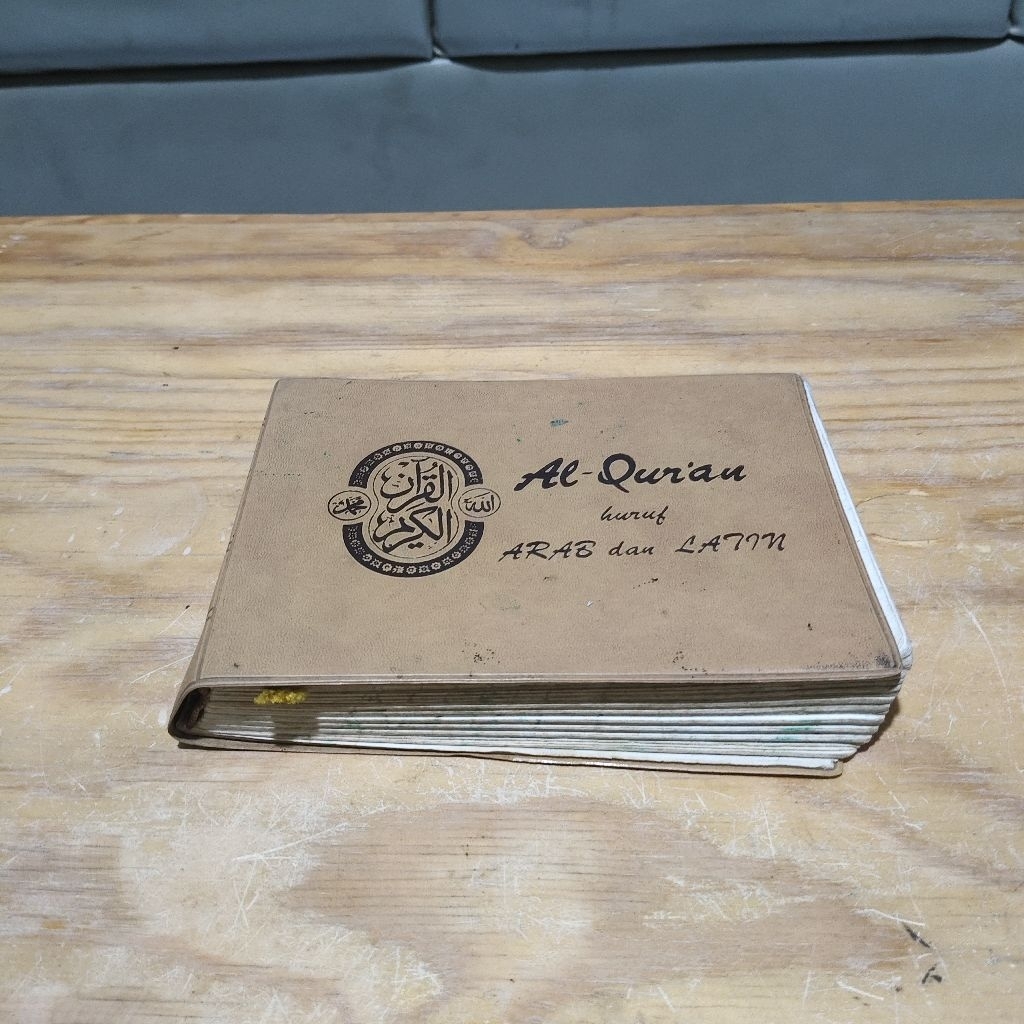 القرآن
الكريم
محمد
الله
Al-Qur'an
huruf
ARAB dan LATIN